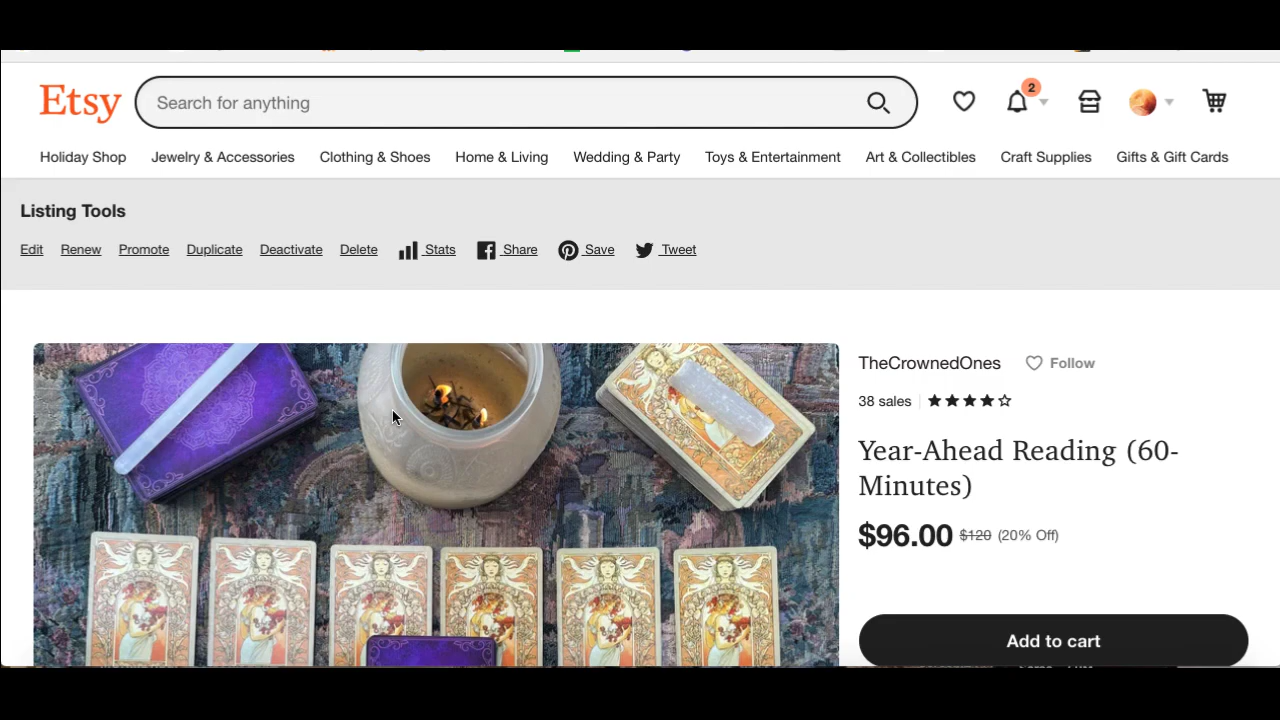 Etsy
Search for anything
2
Holiday Shop Jewelry & Accessories Clothing & Shoes Home & Living Wedding & Party Toys & Entertainment Art & Collectibles Craft Supplies Gifts & Gift Cards
Listing Tools
Edit Renew Promote Duplicate Deactivate Delete Stats Share Save Tweet
TheCrownedOnes Follow
38 sales
Year-Ahead Reading (60-
Minutes)
$96.00 $120 (20% Off)
Add to cart